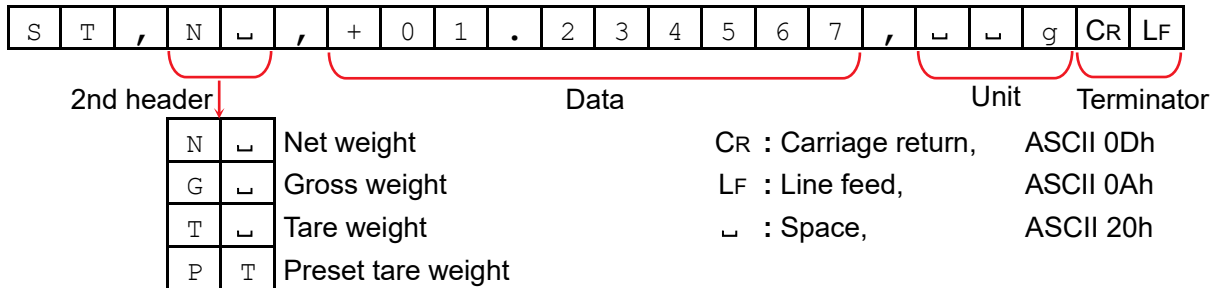 S T , N ␣ , + 0 1 . 2 3 4 5 6 7 , ␣ ␣ g CR LF
2nd header Data Unit Terminator
N ␣ Net weight CR : Carriage return, ASCII 0Dh
G ␣ Gross weight LF : Line feed, ASCII 0Ah
T ␣ Tare weight ␣ : Space, ASCII 20h
P T Preset tare weight